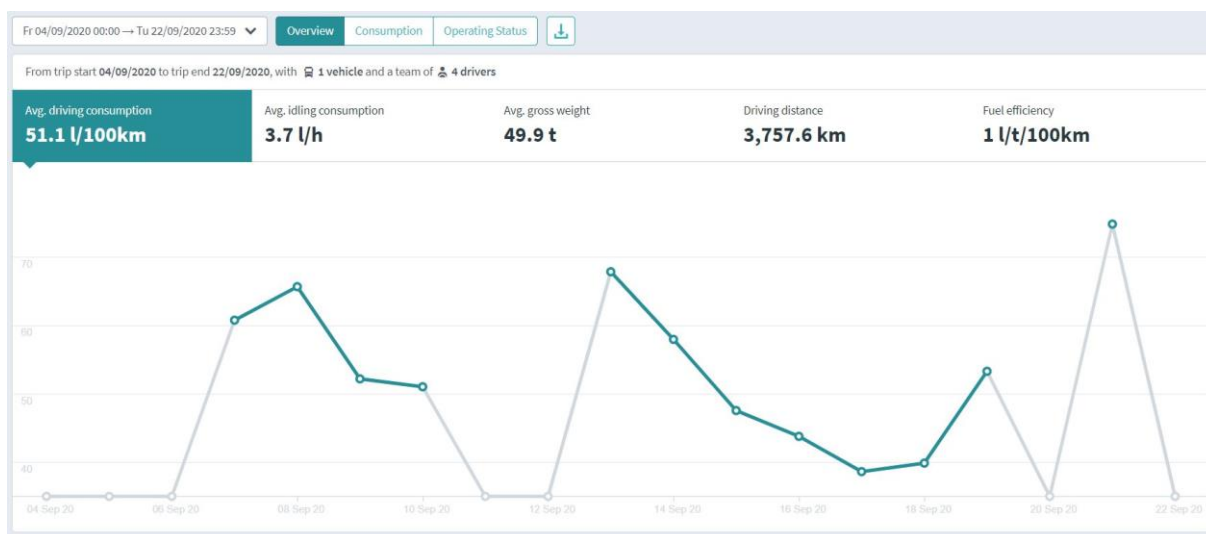 Fr 04/09/2020 00:00 → Tu 22/09/2020 23:59 Overview Consumption Operating Status
From trip start 04/09/2020 to trip end 22/09/2020, with 1 vehicle and a team of 4 drivers
Avg. driving consumption
51.1 l/100km
Avg. idling consumption
3.7 l/h
Avg. gross weight
49.9 t
Driving distance
3,757.6 km
Fuel efficiency
1 l/t/100km
70
60
50
40
04 Sep 20 06 Sep 20 08 Sep 20 10 Sep 20 12 Sep 20 14 Sep 20 16 Sep 20 18 Sep 20 20 Sep 20 22 Sep 20